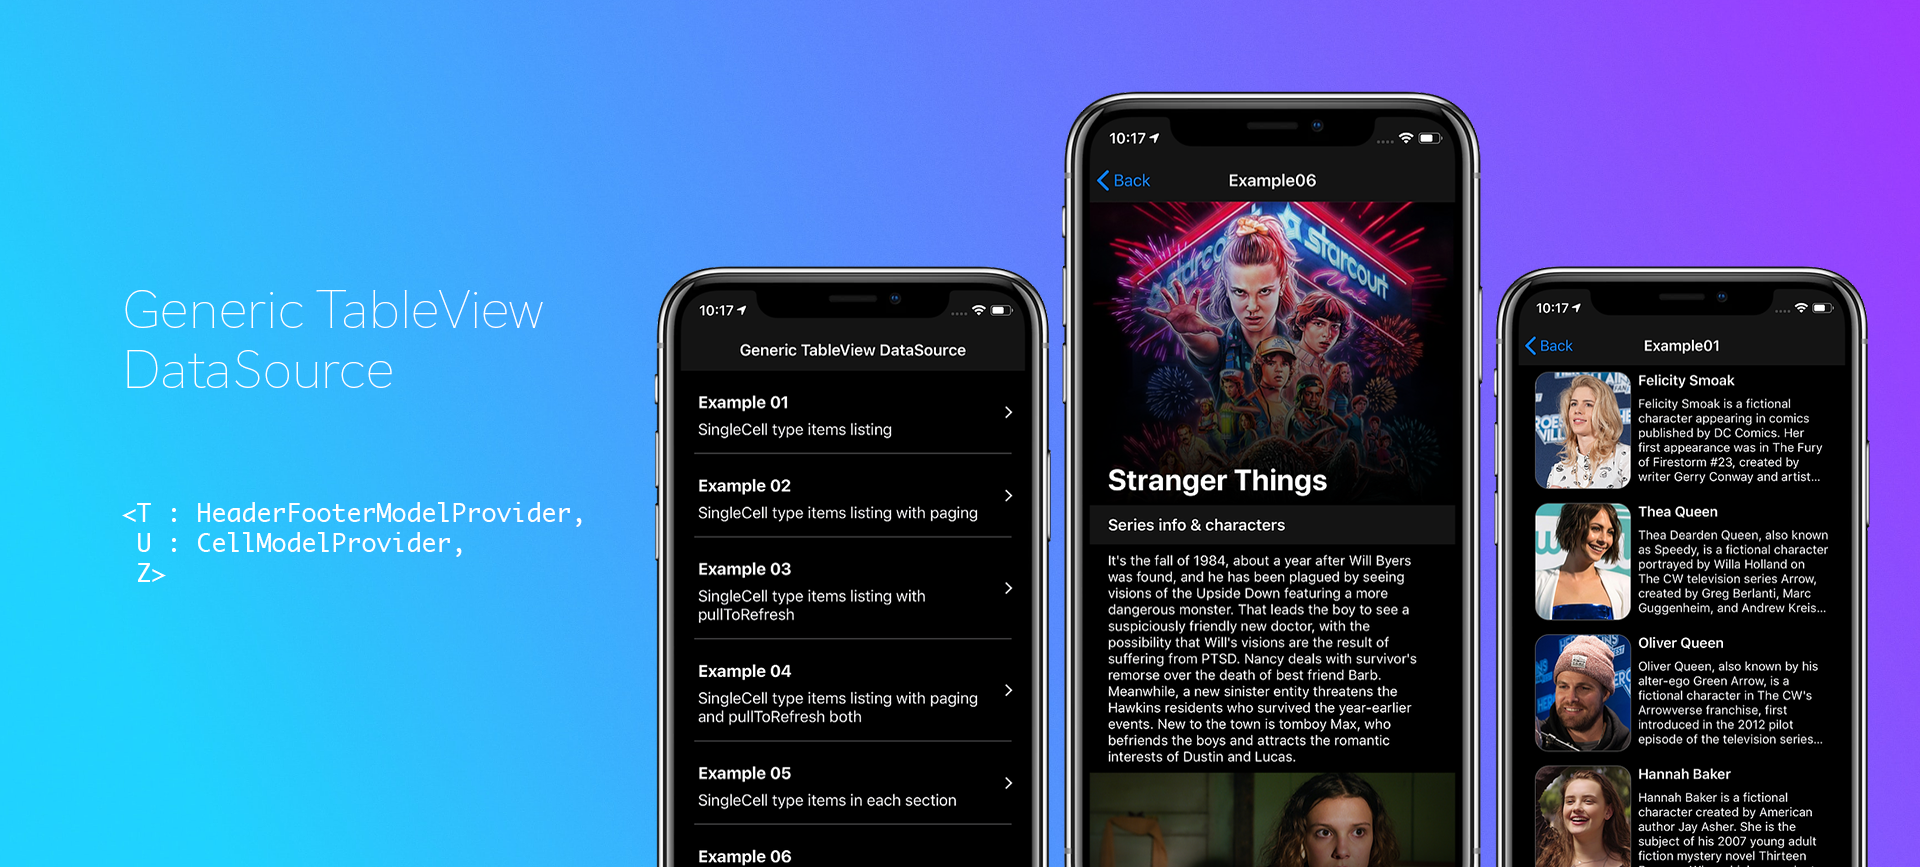 Generic TableView
DataSource
<T : HeaderFooterModelProvider,
U : CellModelProvider,
Z>
10:17
Generic TableView DataSource
Example 01
SingleCell type items listing
Example 02
SingleCell type items listing with paging
Example 03
SingleCell type items listing with
pullToRefresh
Example 04
SingleCell type items listing with paging
and pullToRefresh both
Example 05
SingleCell type items in each section
Example 06
10:17
Back
Example06
starcourt
starcourt
Stranger Things
Series info & characters
It's the fall of 1984, about a year after Will Byers
was found, and he has been plagued by seeing
visions of the Upside Down featuring a more
dangerous monster. That leads the boy to see a
suspiciously friendly new doctor, with the
possibility that Will's visions are the result of
suffering from PTSD. Nancy deals with survivor's
remorse over the death of best friend Barb.
Meanwhile, a new sinister entity threatens the
Hawkins residents who survived the year-earlier
events. New to the town is tomboy Max, who
befriends the boys and attracts the romantic
interests of Dustin and Lucas.
10:17
Back
Example01
Felicity Smoak
Felicity Smoak is a fictional
character appearing in comics
published by DC Comics. Her
first appearance was in The Fury
of Firestorm #23, created by
writer Gerry Conway and artist...
Thea Queen
Thea Dearden Queen, also known
as Speedy, is a fictional character
portrayed by Willa Holland on
The CW television series Arrow,
created by Greg Berlanti, Marc
Guggenheim, and Andrew Kreis...
Oliver Queen
Oliver Queen, also known by his
alter-ego Green Arrow, is a
fictional character in The CW's
Arrowverse franchise, first
introduced in the 2012 pilot
episode of the television series...
Hannah Baker
Hannah Baker is a fictional
character created by American
author Jay Asher. She is the
subject of his 2007 young adult
fiction mystery novel Thirteen